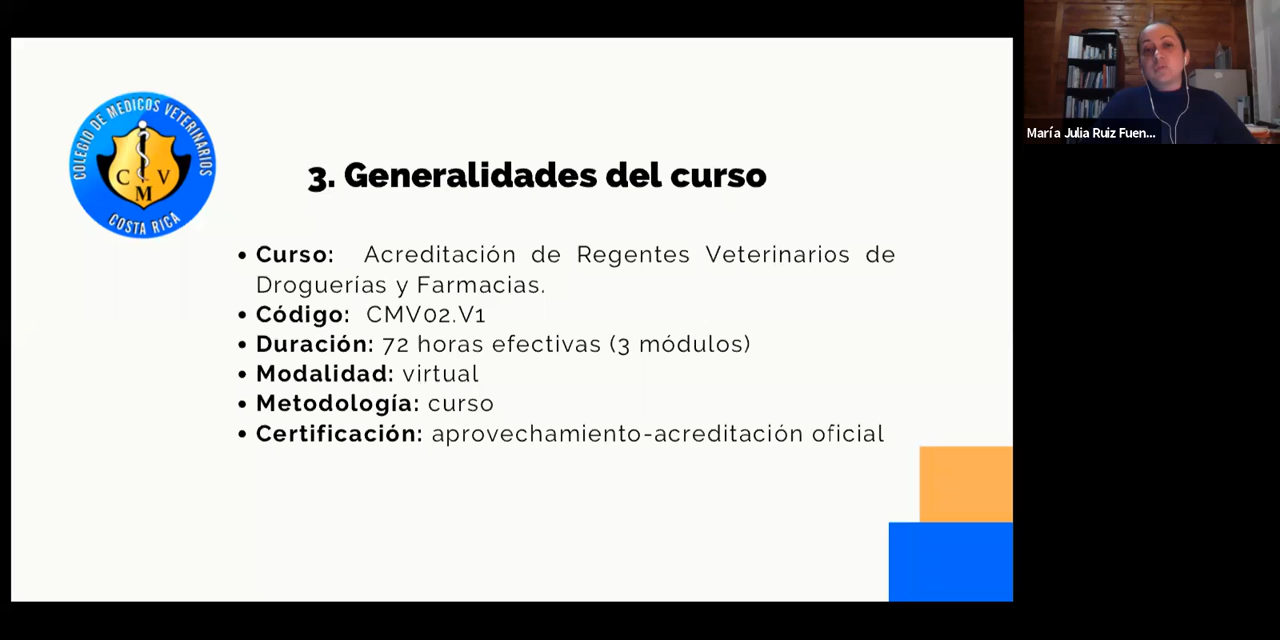 COLEGIO DE MEDICOS VETERINARIOS
C V
M
COSTA RICA
3. Generalidades del curso
• Curso: Acreditación de Regentes Veterinarios de
Droguerías y Farmacias.
• Código: CMV02.V1
• Duración: 72 horas efectivas (3 módulos)
• Modalidad: virtual
• Metodología: curso
• Certificación: aprovechamiento-acreditación oficial
María Julia Ruiz Fuen...